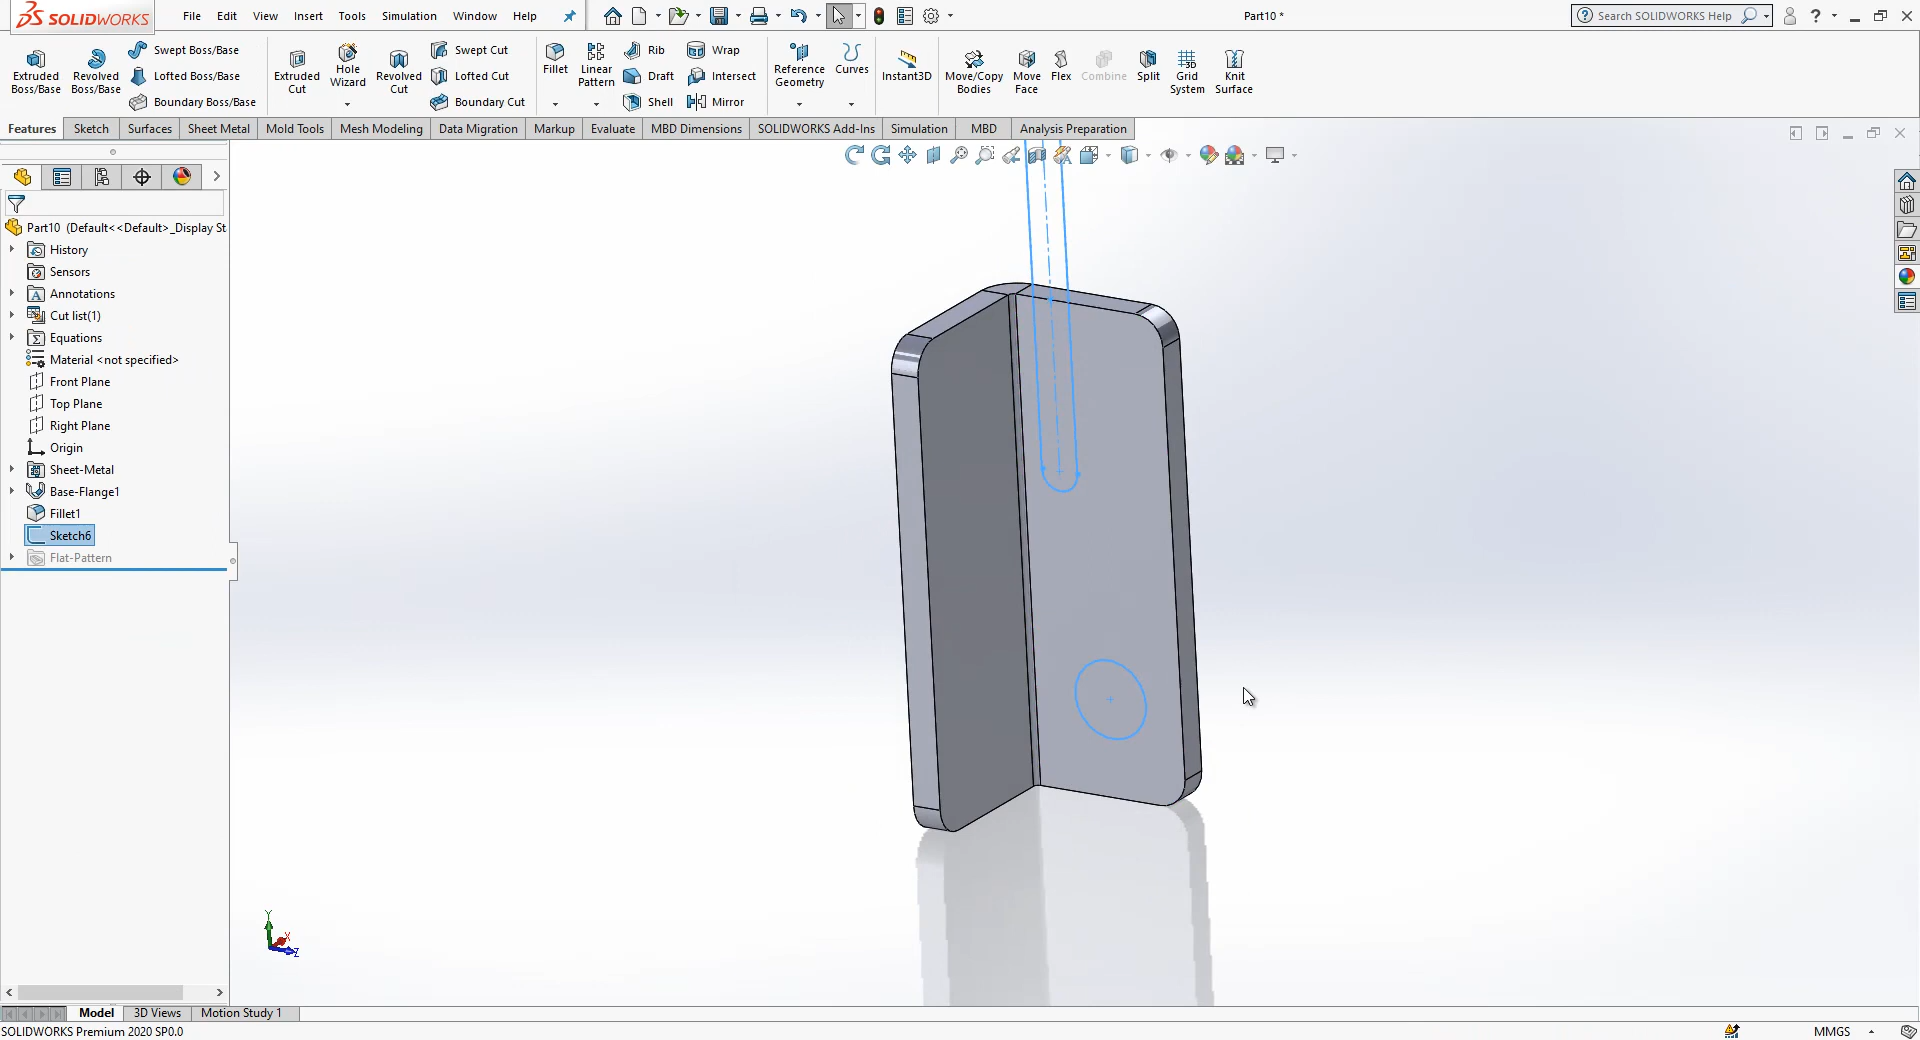 SOLIDWORKS
File Edit View Insert Tools Simulation Window Help
Part10 *
Search SOLIDWORKS Help
Extruded Boss/Base
Revolved Boss/Base
Swept Boss/Base
Lofted Boss/Base
Boundary Boss/Base
Extruded Cut
Hole Wizard
Revolved Cut
Swept Cut
Lofted Cut
Boundary Cut
Fillet
Linear Pattern
Rib
Draft
Shell
Wrap
Intersect
Mirror
Reference Geometry
Curves
Instant3D
Move/Copy Bodies
Move Face
Flex
Combine
Split
3D
Grid System
Knit Surface
Features Sketch Surfaces Sheet Metal Mold Tools Mesh Modeling Data Migration Markup Evaluate MBD Dimensions SOLIDWORKS Add-Ins Simulation MBD Analysis Preparation
Part10 (Default<<Default>_Display St
History
Sensors
Annotations
Cut list(1)
Equations
Material <not specified>
Front Plane
Top Plane
Right Plane
Origin
Sheet-Metal
Base-Flange1
Fillet1
Sketch6
Flat-Pattern
Y
X
Z
Model 3D Views Motion Study 1
SOLIDWORKS Premium 2020 SP0.0
MMGS